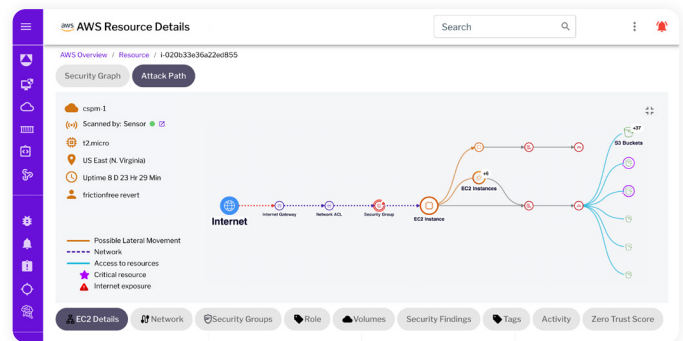 aws AWS Resource Details
Search
AWS Overview / Resource / i-020b33e36a22ed855
Security Graph
Attack Path
cspm-1
Scanned by: Sensor
t2.micro
US East (N. Virginia)
Uptime 8 D 23 Hr 29 Min
frictionfree revert
+37
S3 Buckets
+6
EC2 Instances
Internet
Internet Gateway
Network ACL
Security Group
EC2 Instance
Possible Lateral Movement
Network
Access to resources
Critical resource
Internet exposure
EC2 Details
Network
Security Groups
Role
Volumes
Security Findings
Tags
Activity
Zero Trust Score